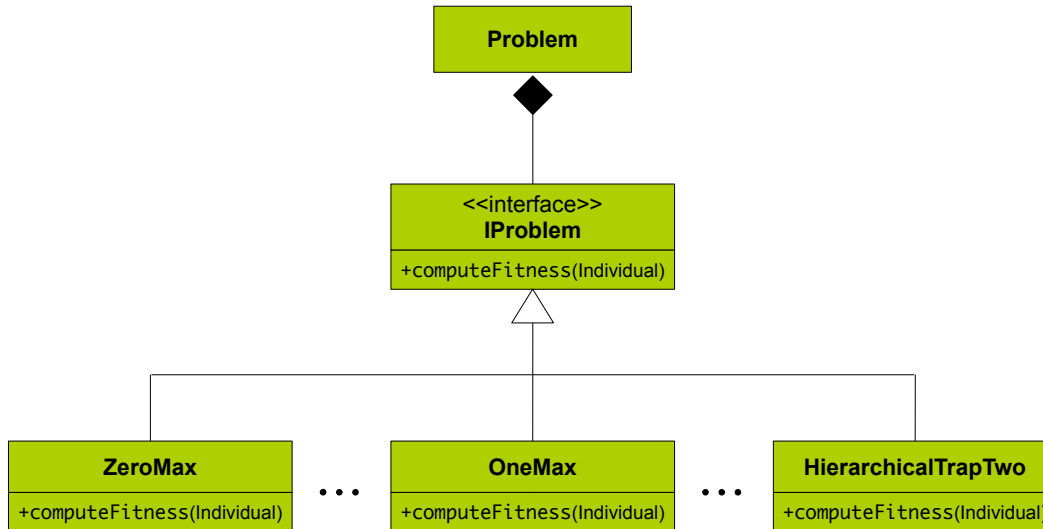 Problem
<<interface>>
IProblem
+computeFitness(Individual)
ZeroMax
+computeFitness(Individual)
...
OneMax
+computeFitness(Individual)
...
HierarchicalTrapTwo
+computeFitness(Individual)